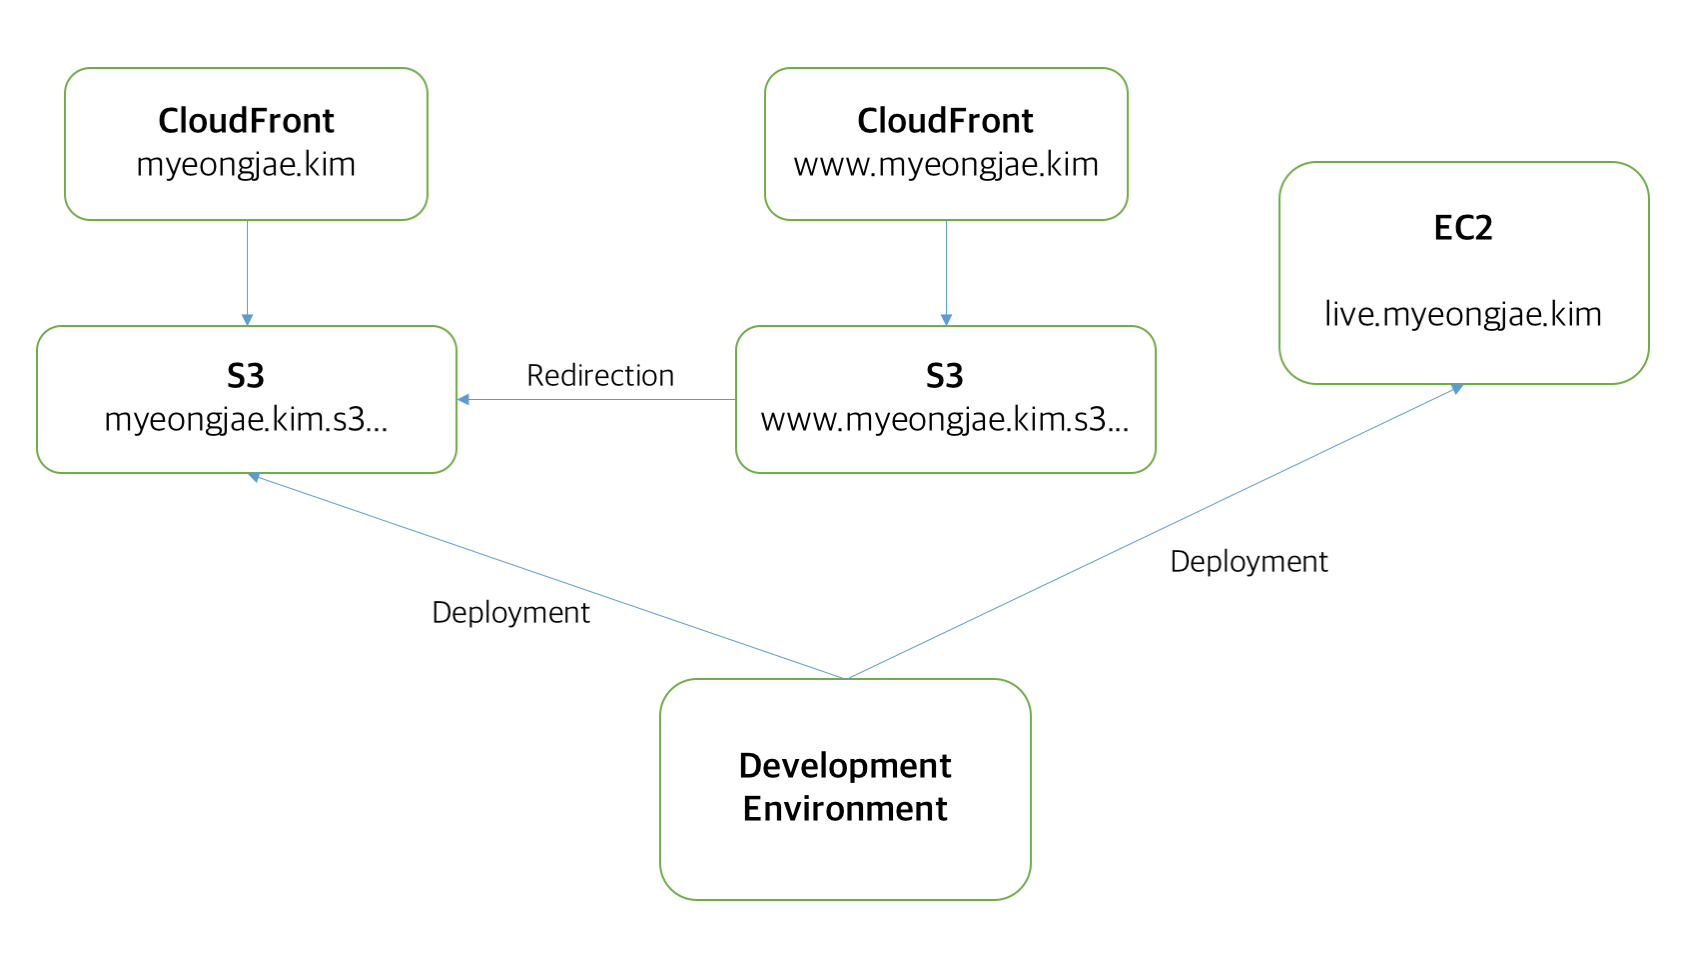 CloudFront
myeongjae.kim
CloudFront
www.myeongjae.kim
EC2
live.myeongjae.kim
S3
myeongjae.kim.s3...
Redirection
S3
www.myeongjae.kim.s3...
Deployment
Deployment
Development
Environment